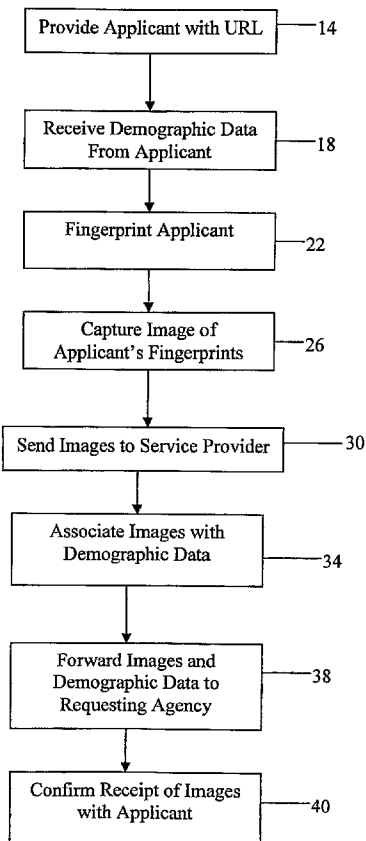 Provide Applicant with URL 14
Receive Demographic Data
From Applicant 18
Fingerprint Applicant
22
Capture Image of
Applicant's Fingerprints 26
Send Images to Service Provider 30
Associate Images with
Demographic Data
34
Forward Images and
Demographic Data to 38
Requesting Agency
Confirm Receipt of Images
with Applicant 40